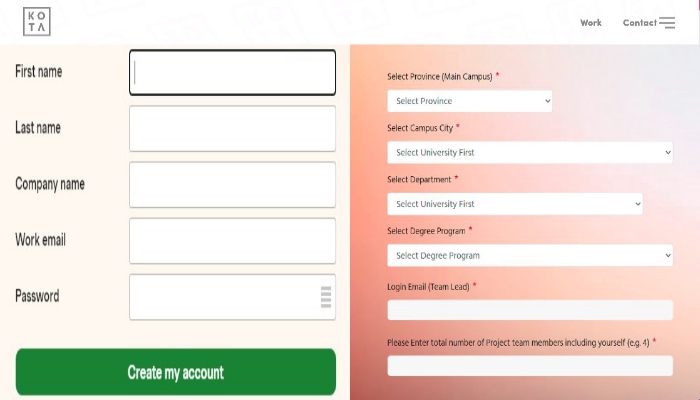 KO
TA
Work
Contact
First name
Last name
Company name
Work email
Password
Create my account
Select Province (Main Campus) *
Select Province
Select Campus City *
Select University First
Select Department *
Select University First
Select Degree Program *
Select Degree Program
Login Email (Team Lead) *
Please Enter total number of Project team members including yourself (e.g. 4) *